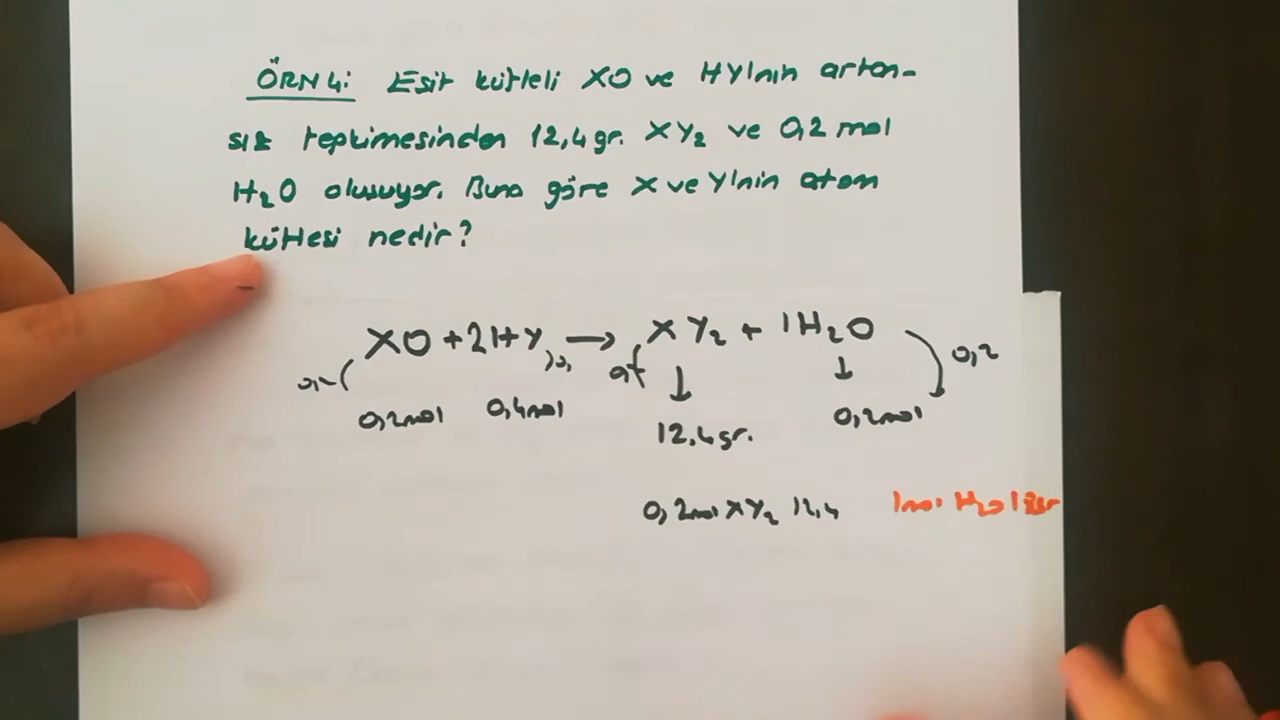 ÖRN 4: Eşit kütleli XO ve HY'nin artan-
sız tepkimesinden 12,4 gr. XY₂ ve 0,2 mol
H₂O oluşuyor. Buna göre X ve Y'nin atom
kütlesi nedir?
XO + 2HY → XY₂ + 1H₂O
0,2
0,2mol 0,4mol 12,4 gr. 0,2mol
0,2mol XY₂ 12,4 1mol H₂O 18gr